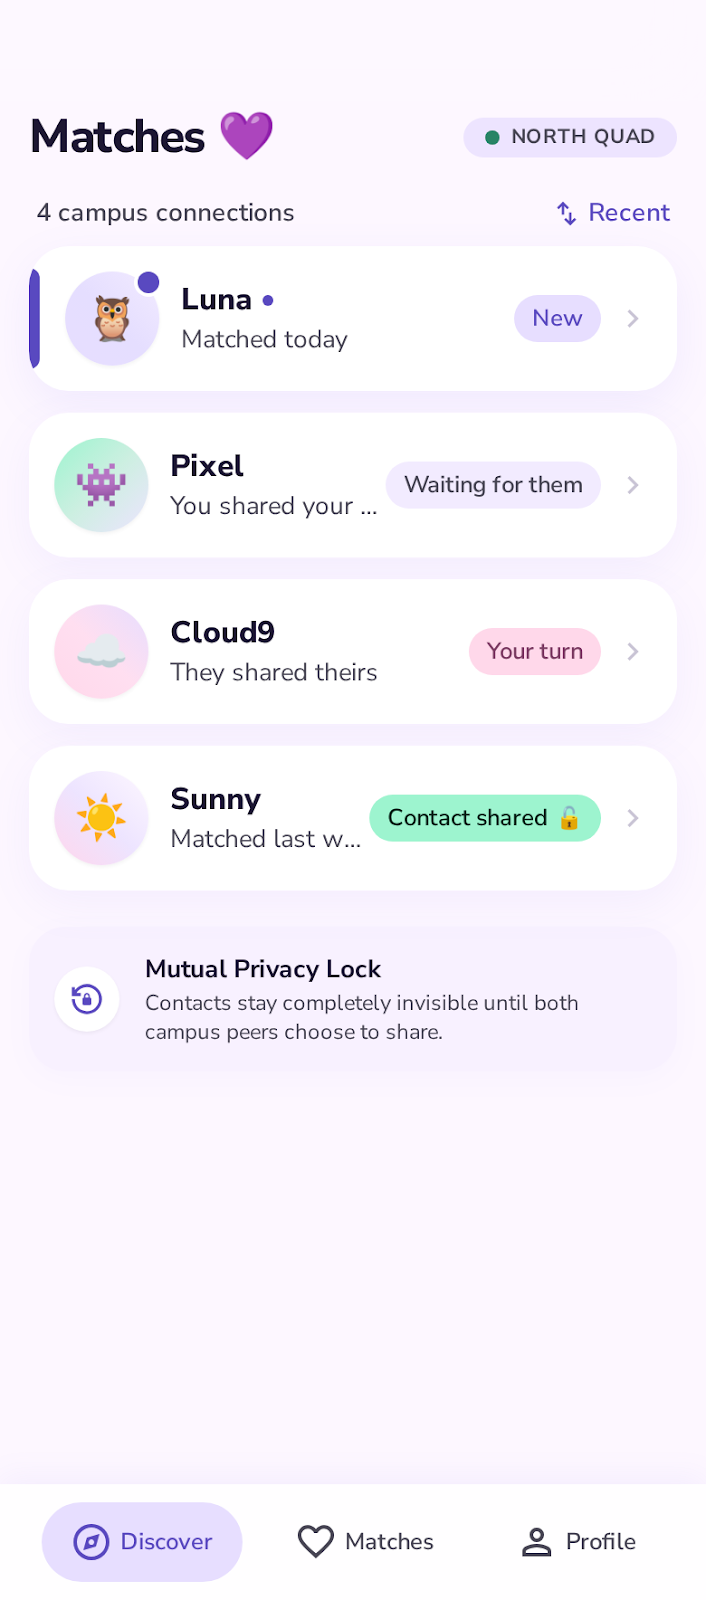 Matches 💜
NORTH QUAD
4 campus connections
Recent
Luna
Matched today
New
Pixel
You shared your ...
Waiting for them
Cloud9
They shared theirs
Your turn
Sunny
Matched last w...
Contact shared 🔓
Mutual Privacy Lock
Contacts stay completely invisible until both
campus peers choose to share.
Discover
Matches
Profile